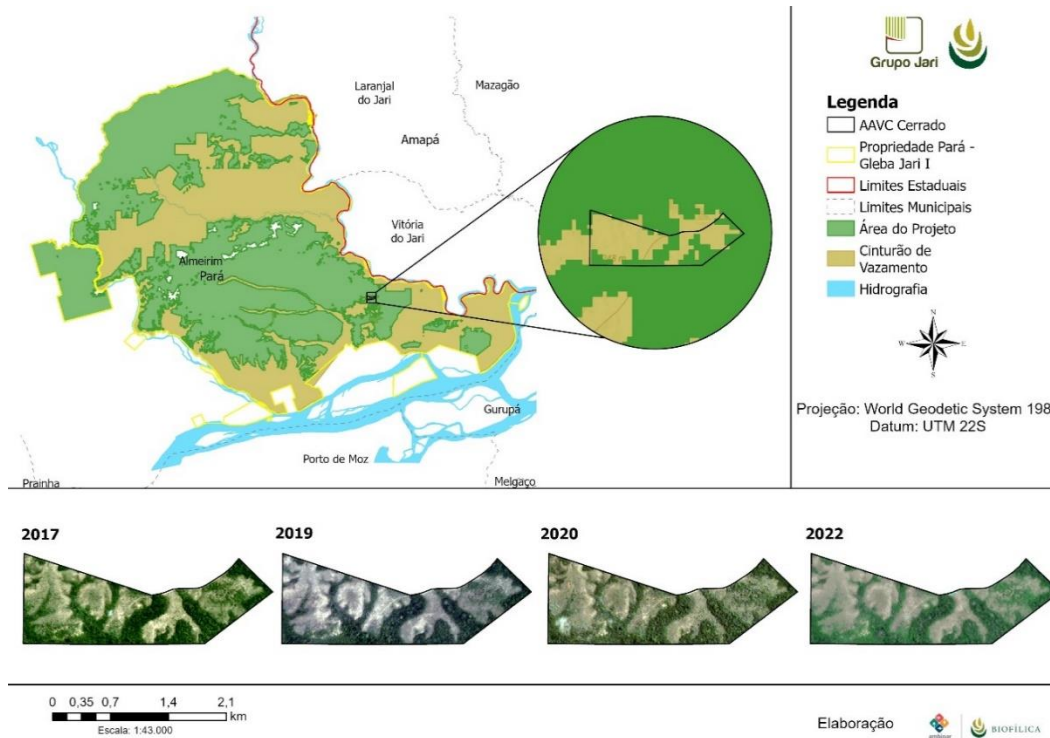 Laranjal
do Jari
Mazagão
Amapá
Vitória
do Jari
Almeirim
Pará
Gurupá
Porto de Moz
Prainha
Melgaço
Grupo Jari
Legenda
AAVC Cerrado
Propriedade Pará -
Gleba Jari I
Limites Estaduais
Limites Municipais
Área do Projeto
Cinturão de
Vazamento
Hidrografia
N
W
E
S
Projeção: World Geodetic System 198
Datum: UTM 22S
2017
2019
2020
2022
0 0,35 0,7 1,4 2,1
km
Escala: 1:43.000
Elaboração
BIOFÍLICA